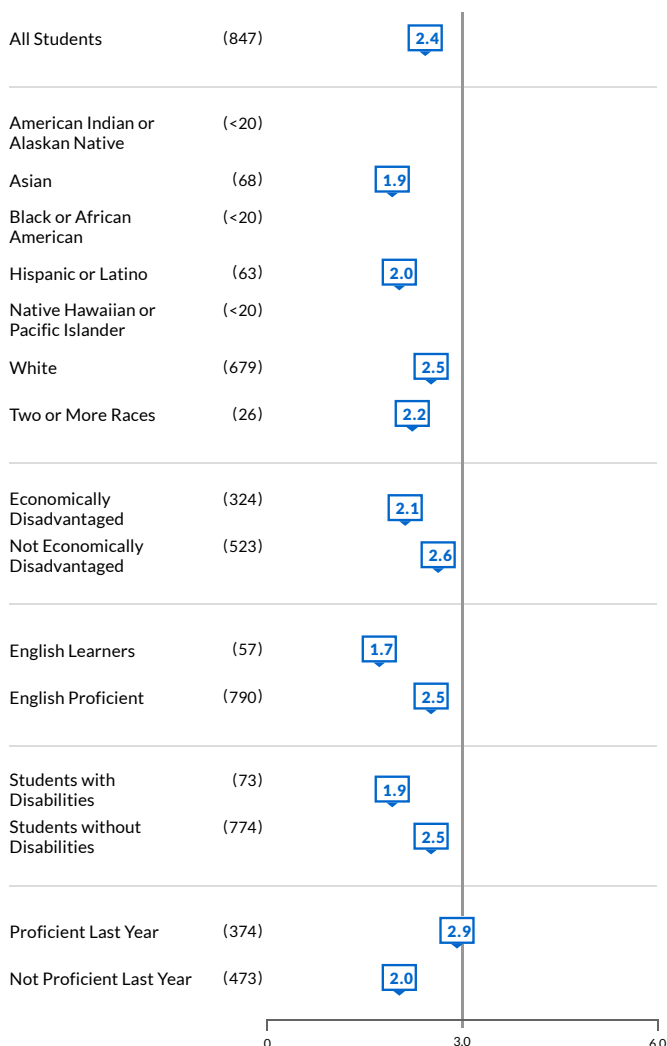 All Students (847) 2.4
American Indian or (<20)
Alaskan Native
Asian (68) 1.9
Black or African (<20)
American
Hispanic or Latino (63) 2.0
Native Hawaiian or (<20)
Pacific Islander
White (679) 2.5
Two or More Races (26) 2.2
Economically (324) 2.1
Disadvantaged
Not Economically (523) 2.6
Disadvantaged
English Learners (57) 1.7
English Proficient (790) 2.5
Students with (73) 1.9
Disabilities
Students without (774) 2.5
Disabilities
Proficient Last Year (374) 2.9
Not Proficient Last Year (473) 2.0
0 3.0 6.0